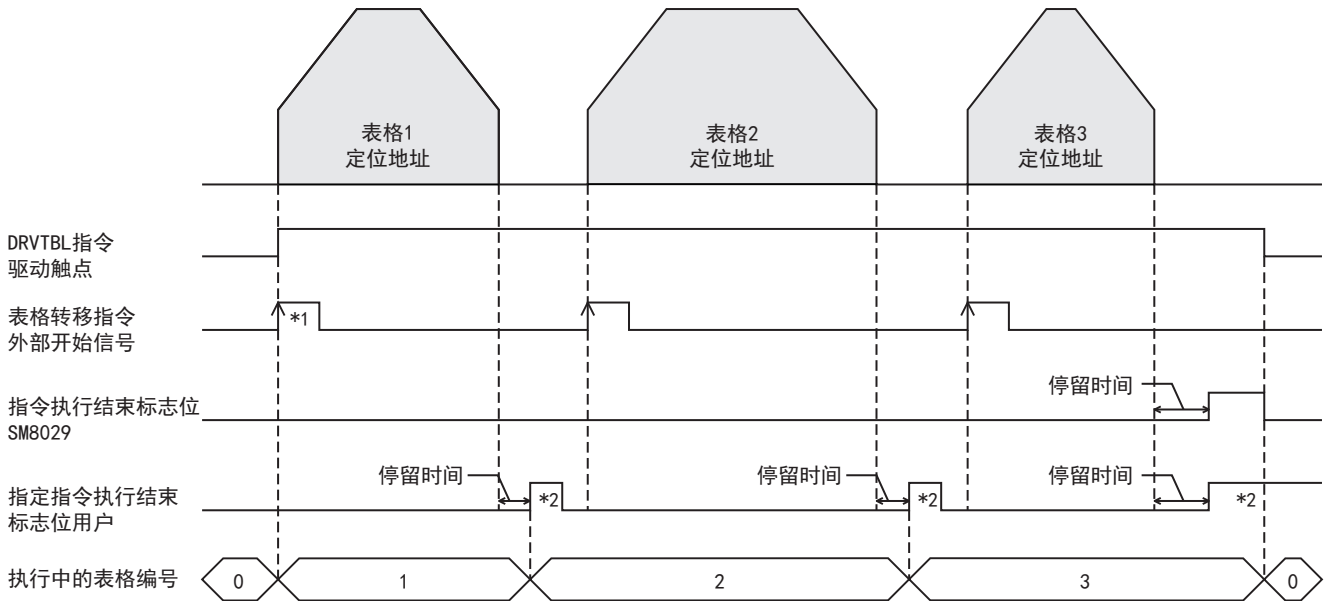 表格1
定位地址
表格2
定位地址
表格3
定位地址
DRVTBL指令
驱动触点
表格转移指令
外部开始信号
*1
停留时间
指令执行结束标志位
SM8029
停留时间
停留时间
停留时间
指定指令执行结束
标志位用户
*2
*2
*2
执行中的表格编号
0
1
2
3
0